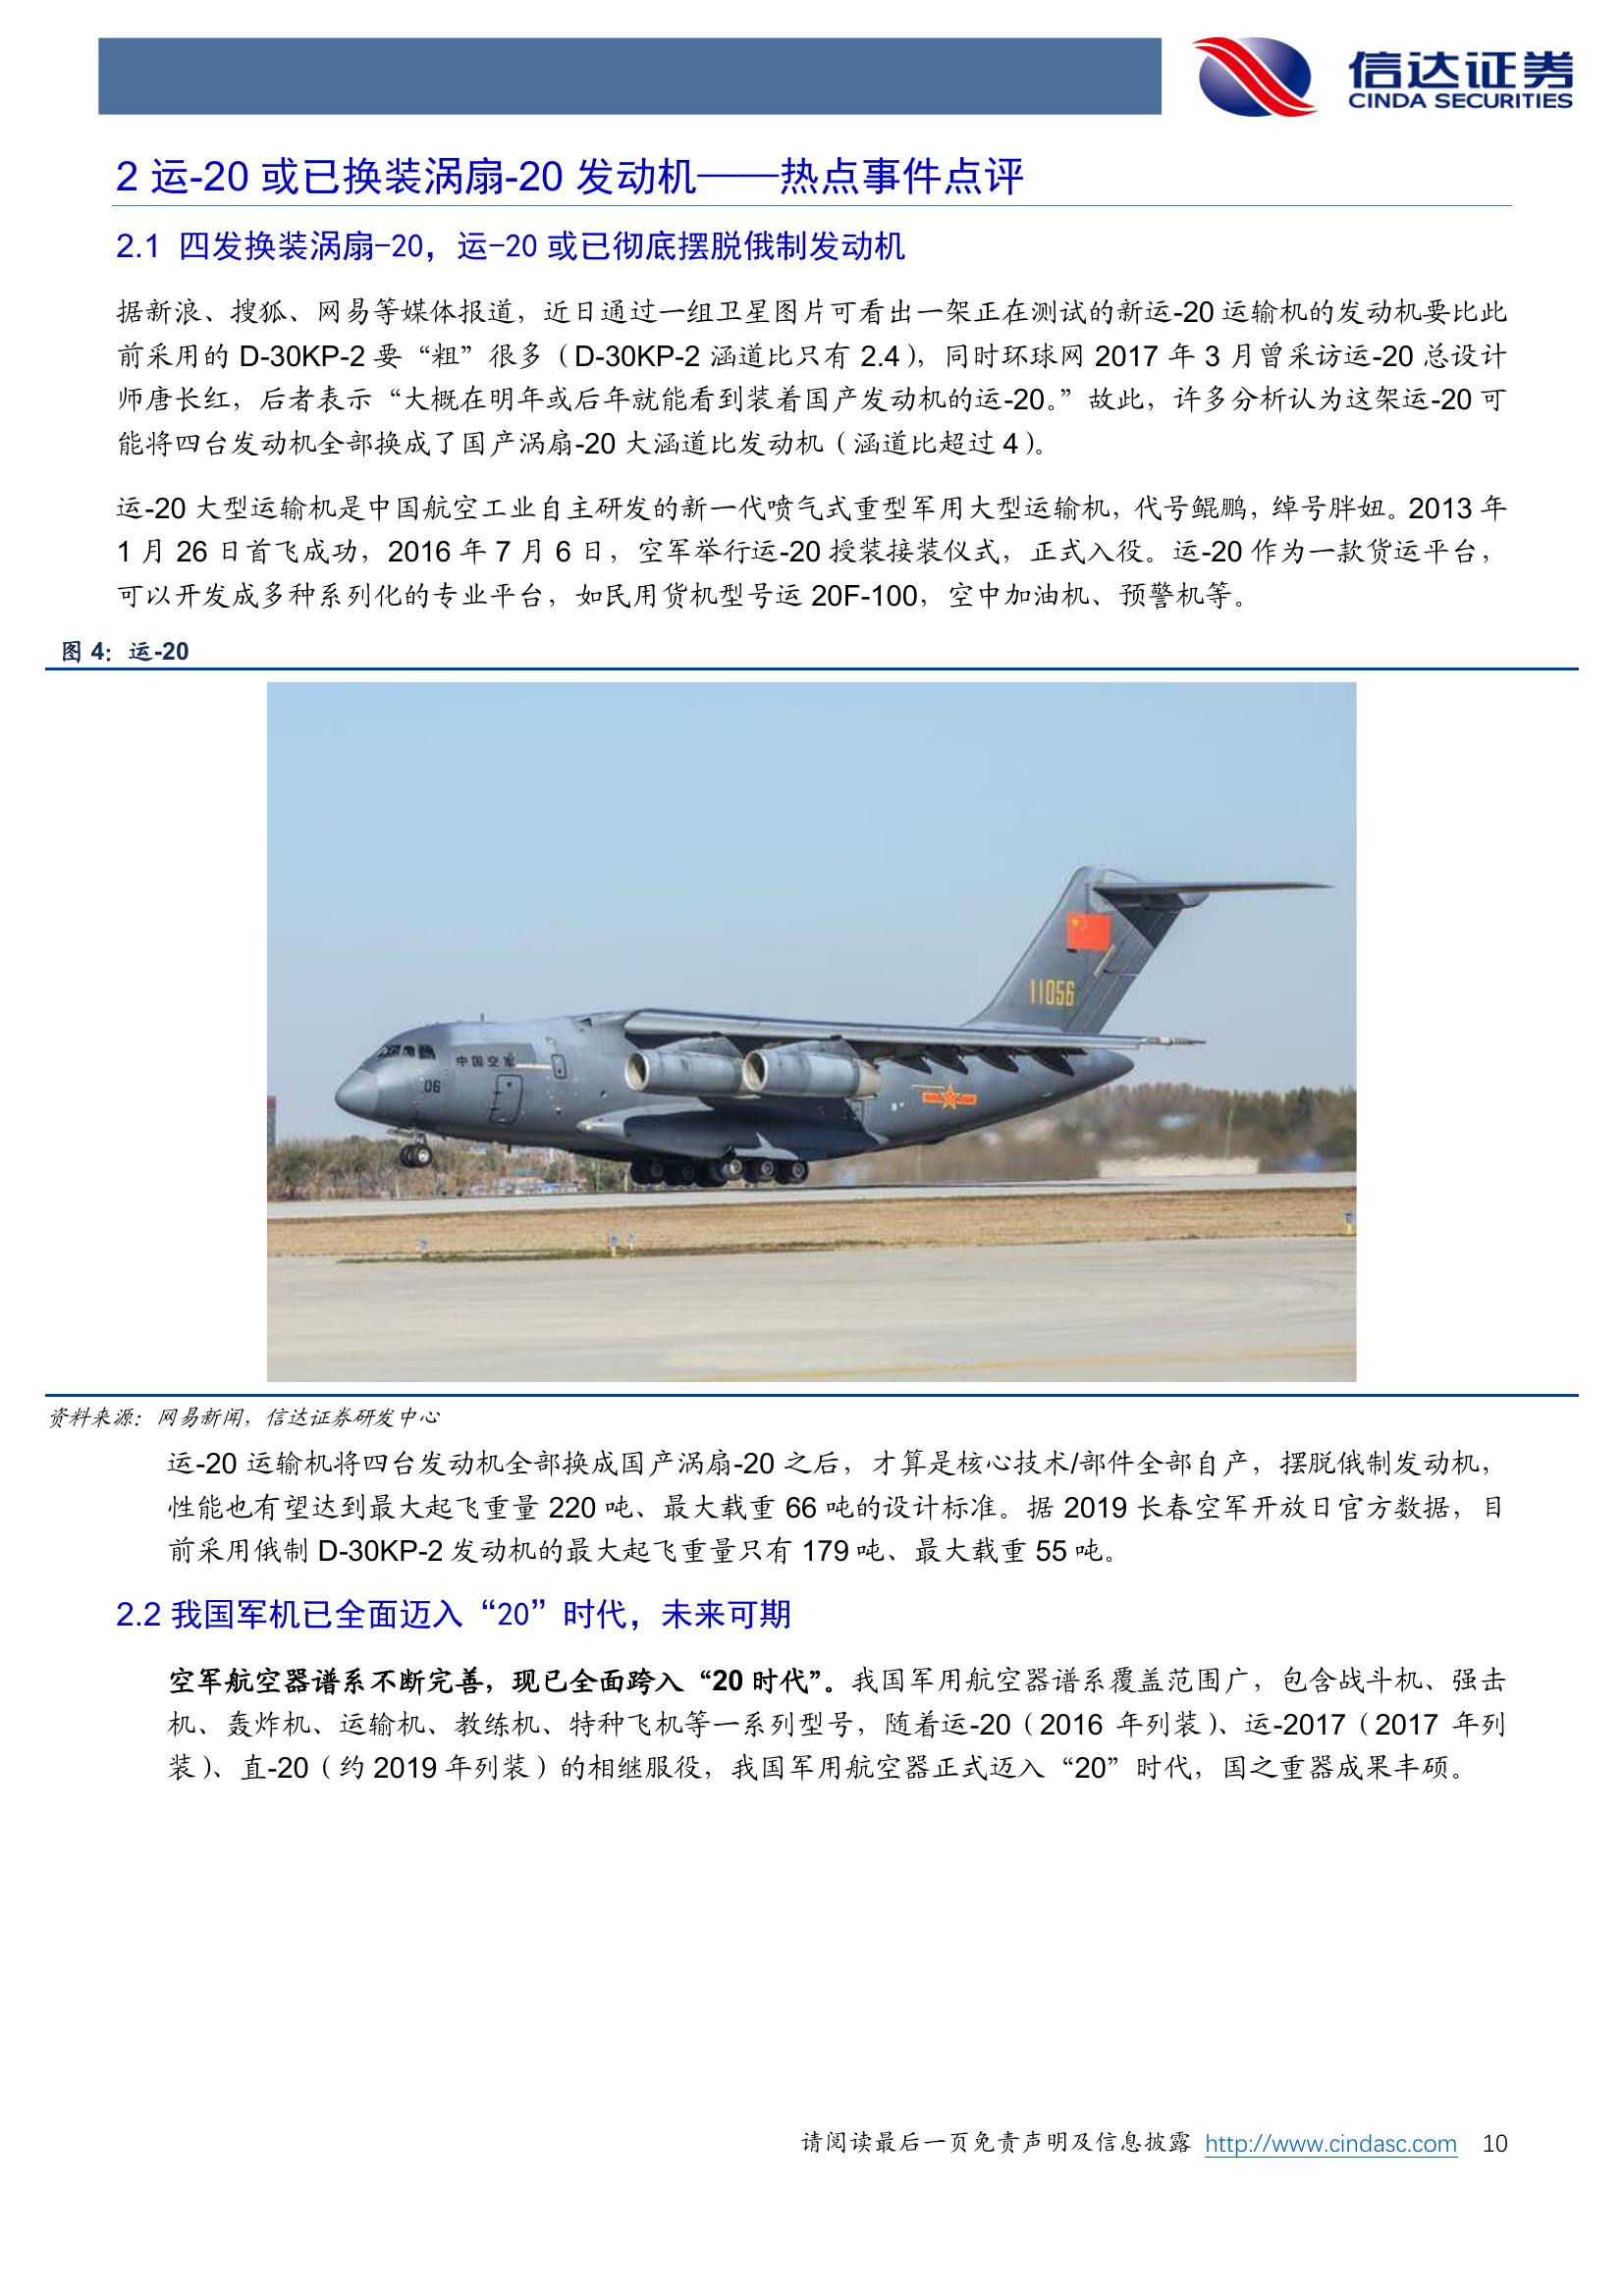 信达证券
CINDA SECURITIES
2 运-20 或已换装涡扇-20 发动机——热点事件点评
2.1 四发换装涡扇-20，运-20 或已彻底摆脱俄制发动机
据新浪、搜狐、网易等媒体报道，近日通过一组卫星图片可看出一架正在测试的新运-20 运输机的发动机要比此
前采用的 D-30KP-2 要“粗”很多（D-30KP-2 涵道比只有 2.4），同时环球网 2017 年 3 月曾采访运-20 总设计
师唐长红，后者表示“大概在明年或后年就能看到装着国产发动机的运-20。”故此，许多分析认为这架运-20 可
能将四台发动机全部换成了国产涡扇-20 大涵道比发动机（涵道比超过 4）。
运-20 大型运输机是中国航空工业自主研发的新一代喷气式重型军用大型运输机，代号鲲鹏，绰号胖妞。2013 年
1 月 26 日首飞成功，2016 年 7 月 6 日，空军举行运-20 授装接装仪式，正式入役。运-20 作为一款货运平台，
可以开发成多种系列化的专业平台，如民用货机型号运 20F-100，空中加油机、预警机等。
图 4：运-20
11056
中国空军
06
资料来源：网易新闻，信达证券研发中心
运-20 运输机将四台发动机全部换成国产涡扇-20 之后，才算是核心技术/部件全部自产，摆脱俄制发动机，
性能也有望达到最大起飞重量 220 吨、最大载重 66 吨的设计标准。据 2019 长春空军开放日官方数据，目
前采用俄制 D-30KP-2 发动机的最大起飞重量只有 179 吨、最大载重 55 吨。
2.2 我国军机已全面迈入“20”时代，未来可期
空军航空器谱系不断完善，现已全面跨入“20 时代”。我国军用航空器谱系覆盖范围广，包含战斗机、强击
机、轰炸机、运输机、教练机、特种飞机等一系列型号，随着运-20（2016 年列装）、运-2017（2017 年列
装）、直-20（约 2019 年列装）的相继服役，我国军用航空器正式迈入“20”时代，国之重器成果丰硕。
请阅读最后一页免责声明及信息披露 http://www.cindasc.com 10